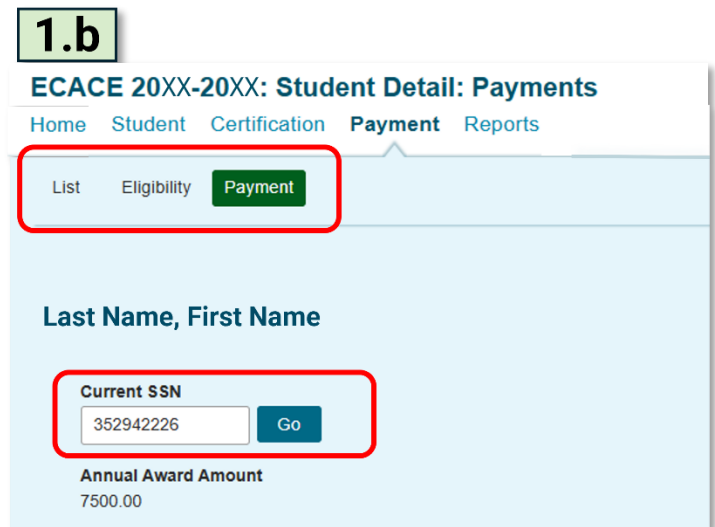 1.b
ECACE 20XX-20XX: Student Detail: Payments
Home Student Certification Payment Reports
List Eligibility Payment
Last Name, First Name
Current SSN
352942226 Go
Annual Award Amount
7500.00